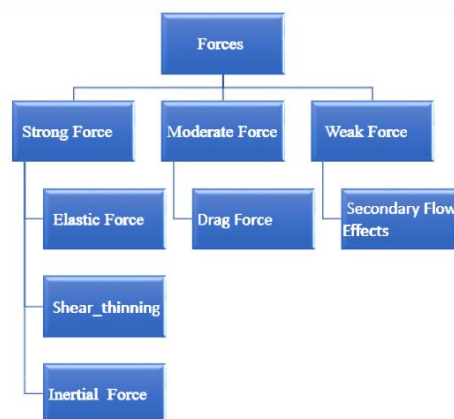 Forces
Strong Force
Moderate Force
Weak Force
Elastic Force
Drag Force
Secondary Flow
Effects
Shear_thinning
Inertial Force